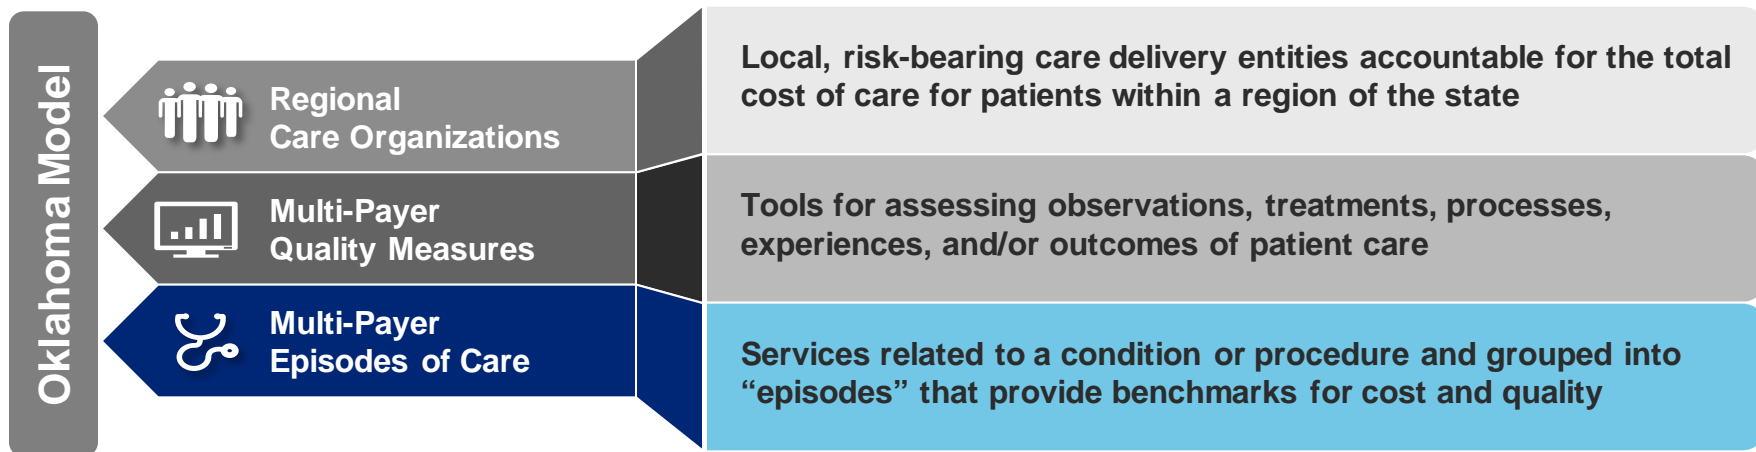 Oklahoma Model
Regional
Care Organizations
Local, risk-bearing care delivery entities accountable for the total
cost of care for patients within a region of the state
Multi-Payer
Quality Measures
Tools for assessing observations, treatments, processes,
experiences, and/or outcomes of patient care
Multi-Payer
Episodes of Care
Services related to a condition or procedure and grouped into
“episodes” that provide benchmarks for cost and quality